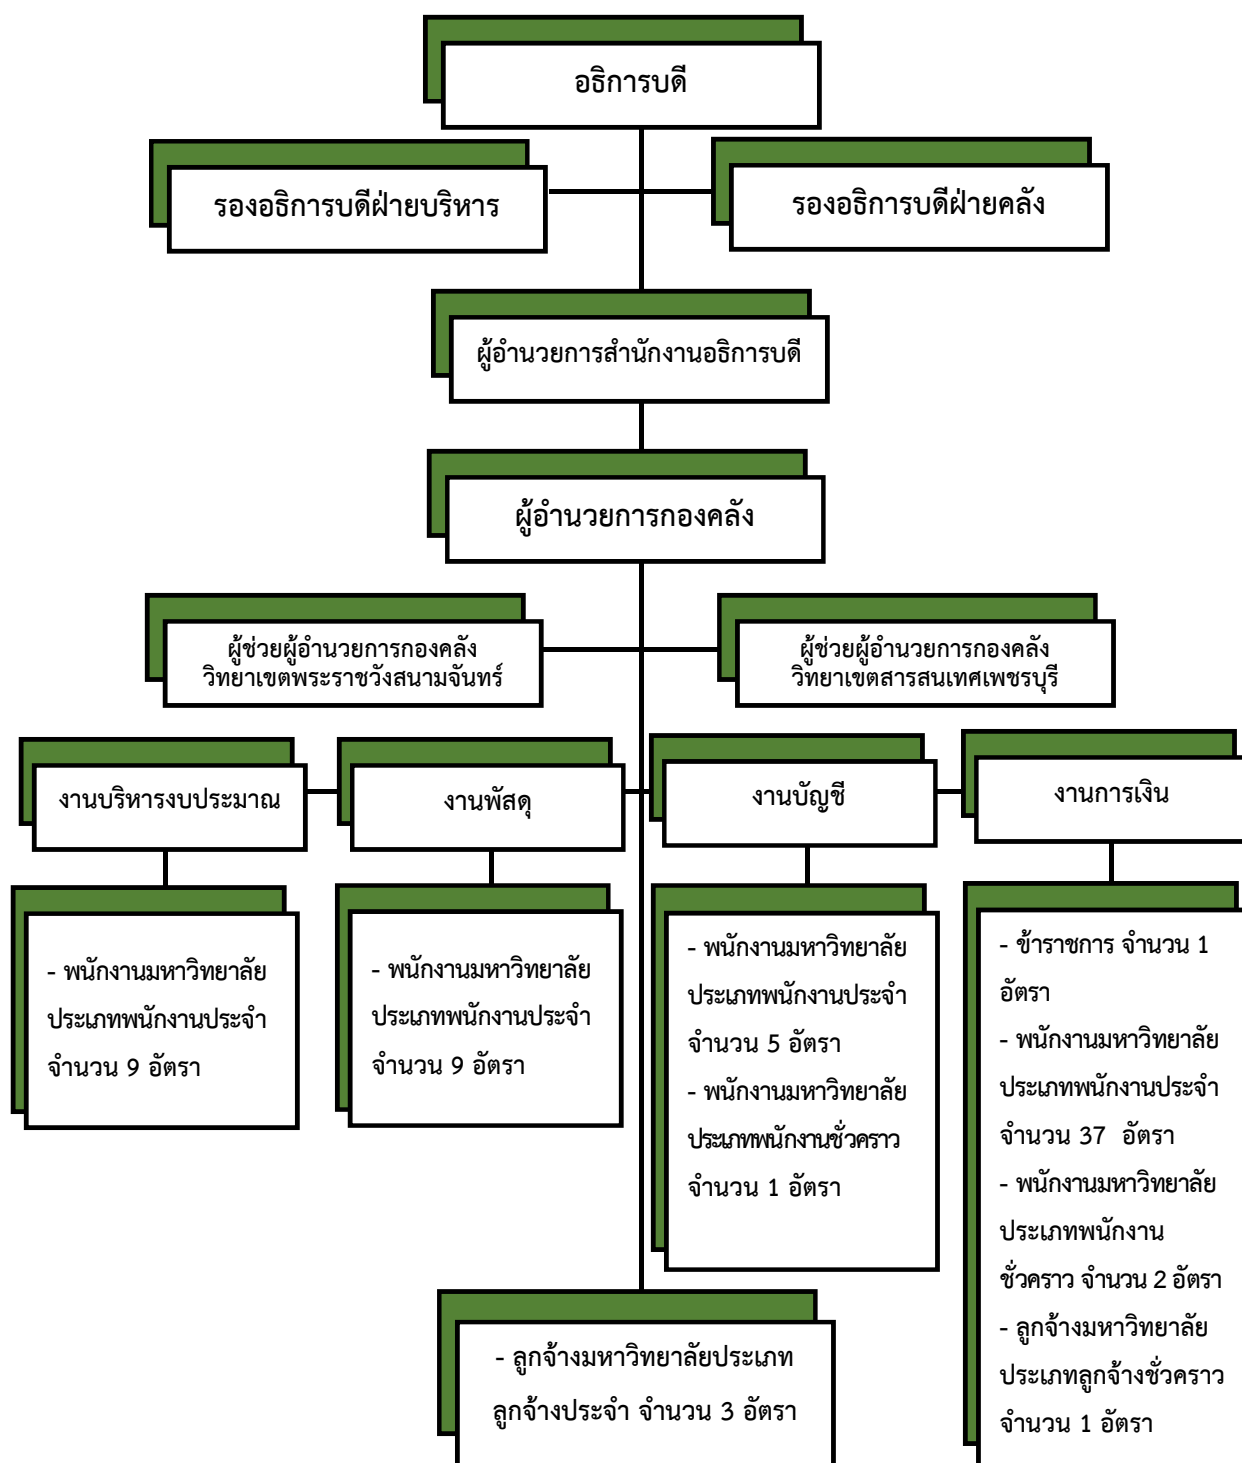 อธิการบดี
รองอธิการบดีฝ่ายบริหาร
รองอธิการบดีฝ่ายคลัง
ผู้อำนวยการสำนักงานอธิการบดี
ผู้อำนวยการกองคลัง
ผู้ช่วยผู้อำนวยการกองคลัง
วิทยาเขตพระราชวังสนามจันทร์
ผู้ช่วยผู้อำนวยการกองคลัง
วิทยาเขตสารสนเทศเพชรบุรี
งานบริหารงบประมาณ
งานพัสดุ
งานบัญชี
งานการเงิน
- พนักงานมหาวิทยาลัย
ประเภทพนักงานประจำ
จำนวน 9 อัตรา
- พนักงานมหาวิทยาลัย
ประเภทพนักงานประจำ
จำนวน 9 อัตรา
- พนักงานมหาวิทยาลัย
ประเภทพนักงานประจำ
จำนวน 5 อัตรา
- พนักงานมหาวิทยาลัย
ประเภทพนักงานชั่วคราว
จำนวน 1 อัตรา
- ข้าราชการ จำนวน 1
อัตรา
- พนักงานมหาวิทยาลัย
ประเภทพนักงานประจำ
จำนวน 37 อัตรา
- พนักงานมหาวิทยาลัย
ประเภทพนักงาน
ชั่วคราว จำนวน 2 อัตรา
- ลูกจ้างมหาวิทยาลัย
ประเภทลูกจ้างชั่วคราว
จำนวน 1 อัตรา
- ลูกจ้างมหาวิทยาลัยประเภท
ลูกจ้างประจำ จำนวน 3 อัตรา